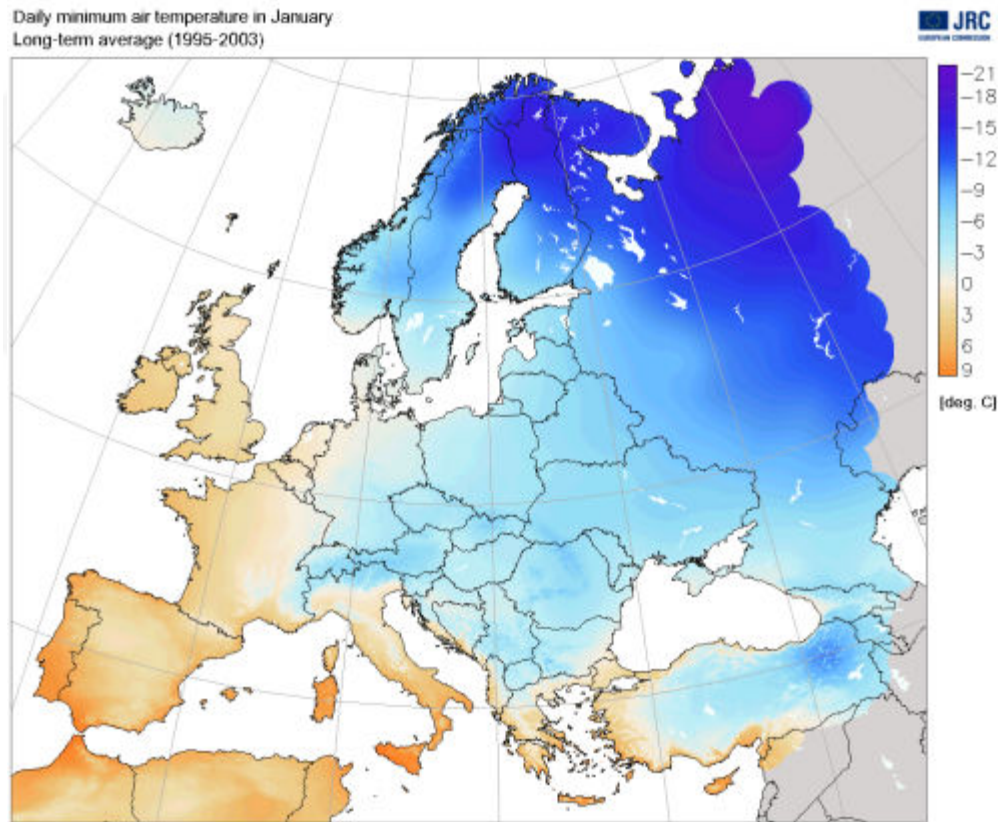 Daily minimum air temperature in January
Long-term average (1995-2003)
JRC
EUROPEAN COMMISSION
-21
-18
-15
-12
-9
-6
-3
0
3
6
9
[deg. C]